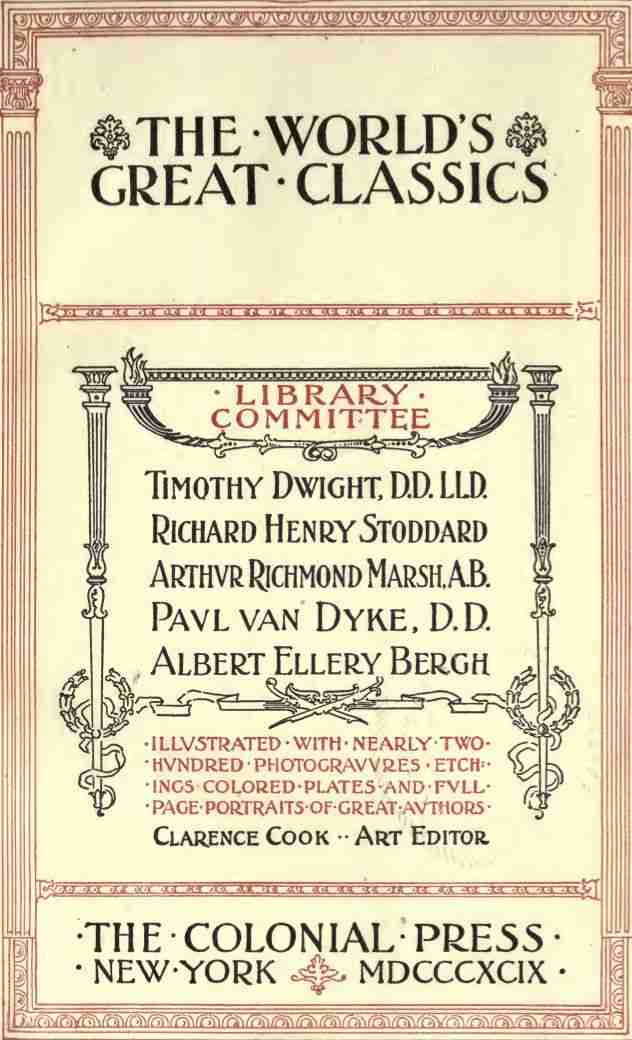 THE · WORLD'S
GREAT · CLASSICS
· LIBRARY ·
COMMITTEE
TIMOTHY DWIGHT, D.D. LL.D.
RICHARD HENRY STODDARD
ARTHVR RICHMOND MARSH, A.B.
PAVL VAN DYKE, D.D.
ALBERT ELLERY BERGH
·ILLVSTRATED·WITH·NEARLY·TWO·
·HVNDRED·PHOTOGRAVVRES·ETCH:·
·INGS·COLORED·PLATES·AND·FVLL·
·PAGE·PORTRAITS·OF·GREAT·AVTHORS·
CLARENCE COOK ·· ART EDITOR
·THE·COLONIAL·PRESS·
·NEW·YORK MDCCCXCIX·